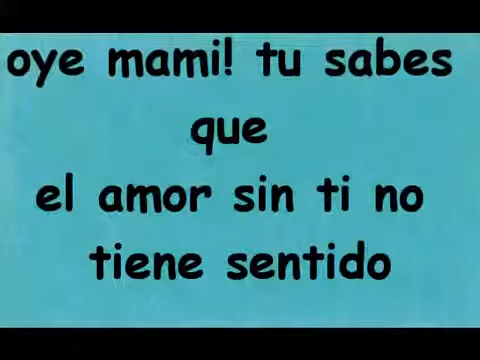 oye mami! tu sabes
que
el amor sin ti no
tiene sentido